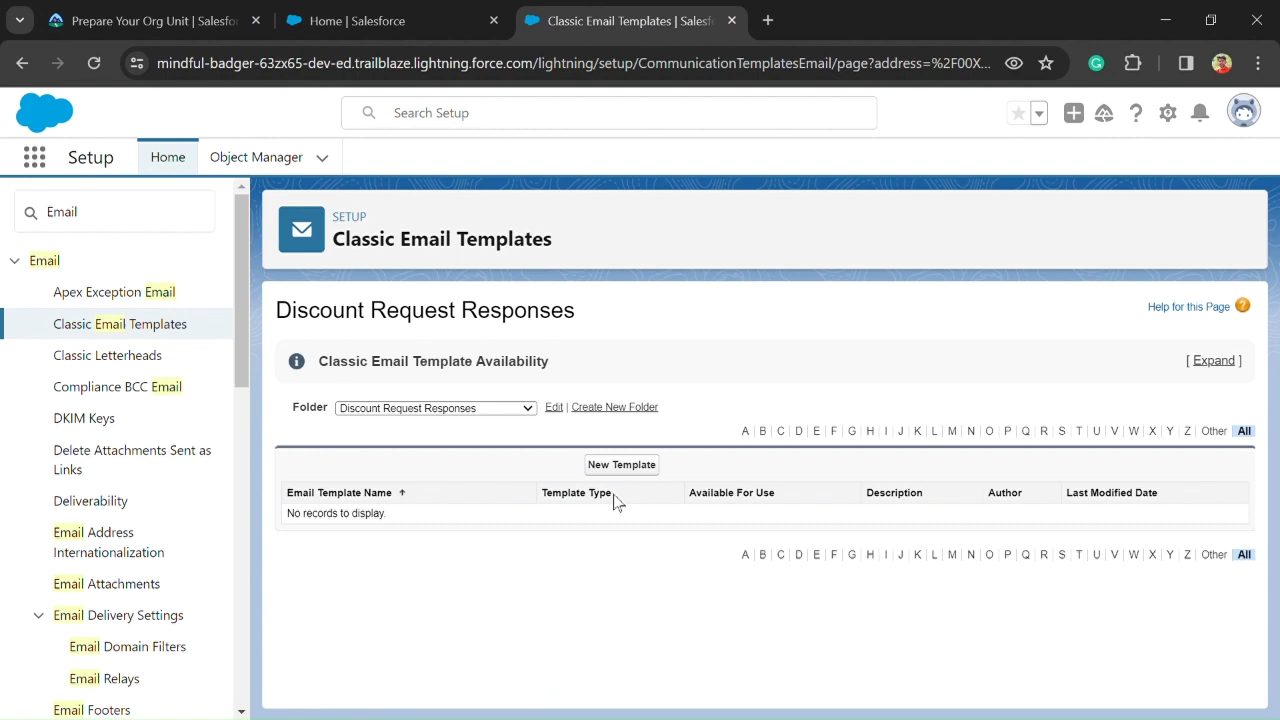 Prepare Your Org Unit | Salesfor
Home | Salesforce
Classic Email Templates | Salesf
mindful-badger-63zx65-dev-ed.trailblaze.lightning.force.com/lightning/setup/CommunicationTemplatesEmail/page?address=%2F00X...
Search Setup
Setup
Home
Object Manager
Email
Email
Apex Exception Email
Classic Email Templates
Classic Letterheads
Compliance BCC Email
DKIM Keys
Delete Attachments Sent as
Links
Deliverability
Email Address
Internationalization
Email Attachments
Email Delivery Settings
Email Domain Filters
Email Relays
Email Footers
SETUP
Classic Email Templates
Discount Request Responses
Help for this Page ?
Classic Email Template Availability
[ Expand ]
Folder Discount Request Responses Edit | Create New Folder
A | B | C | D | E | F | G | H | I | J | K | L | M | N | O | P | Q | R | S | T | U | V | W | X | Y | Z | Other | All
New Template
Email Template Name ↑ Template Type Available For Use Description Author Last Modified Date
No records to display.
A | B | C | D | E | F | G | H | I | J | K | L | M | N | O | P | Q | R | S | T | U | V | W | X | Y | Z | Other | All